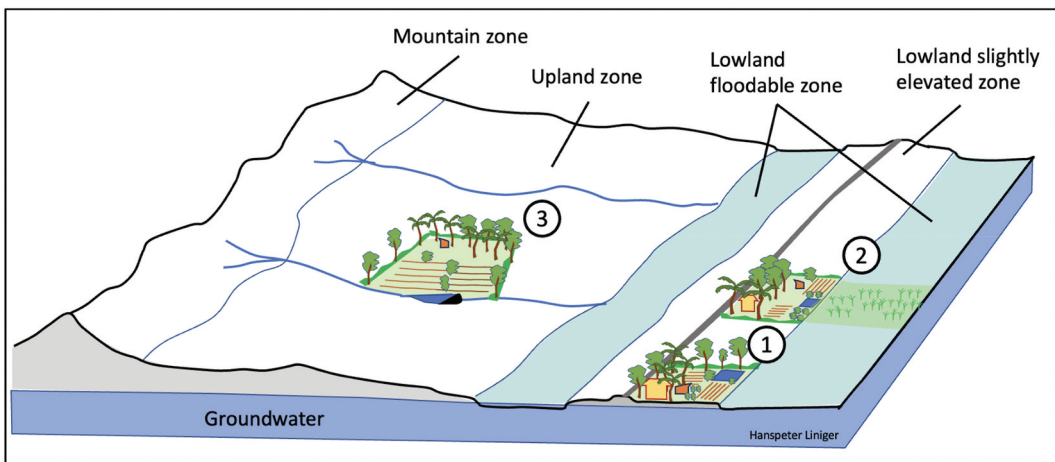 Mountain zone
Upland zone
Lowland
floodable zone
Lowland slightly
elevated zone
3
2
1
Groundwater
Hanspeter Liniger